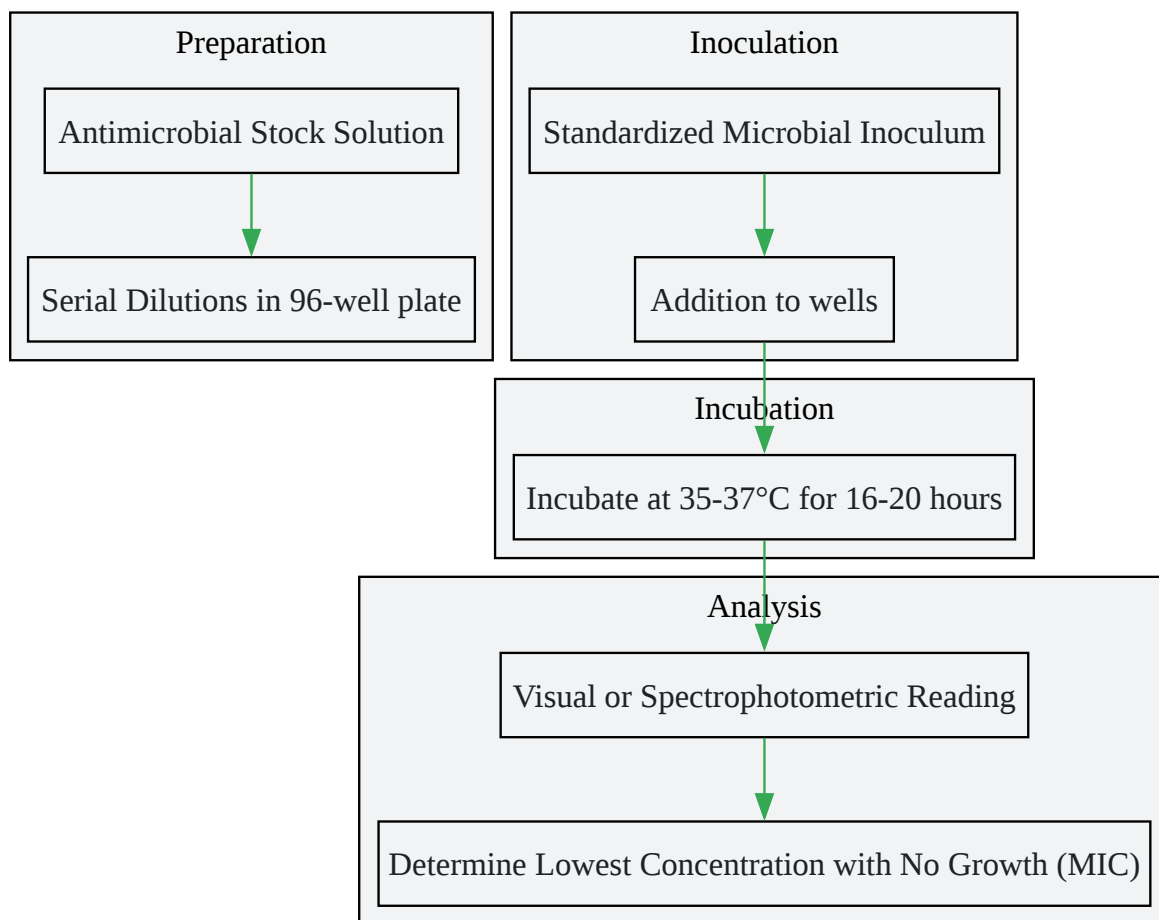 Preparation
Antimicrobial Stock Solution
Serial Dilutions in 96-well plate
Inoculation
Standardized Microbial Inoculum
Addition to wells
Incubation
Incubate at 35-37°C for 16-20 hours
Analysis
Visual or Spectrophotometric Reading
Determine Lowest Concentration with No Growth (MIC)